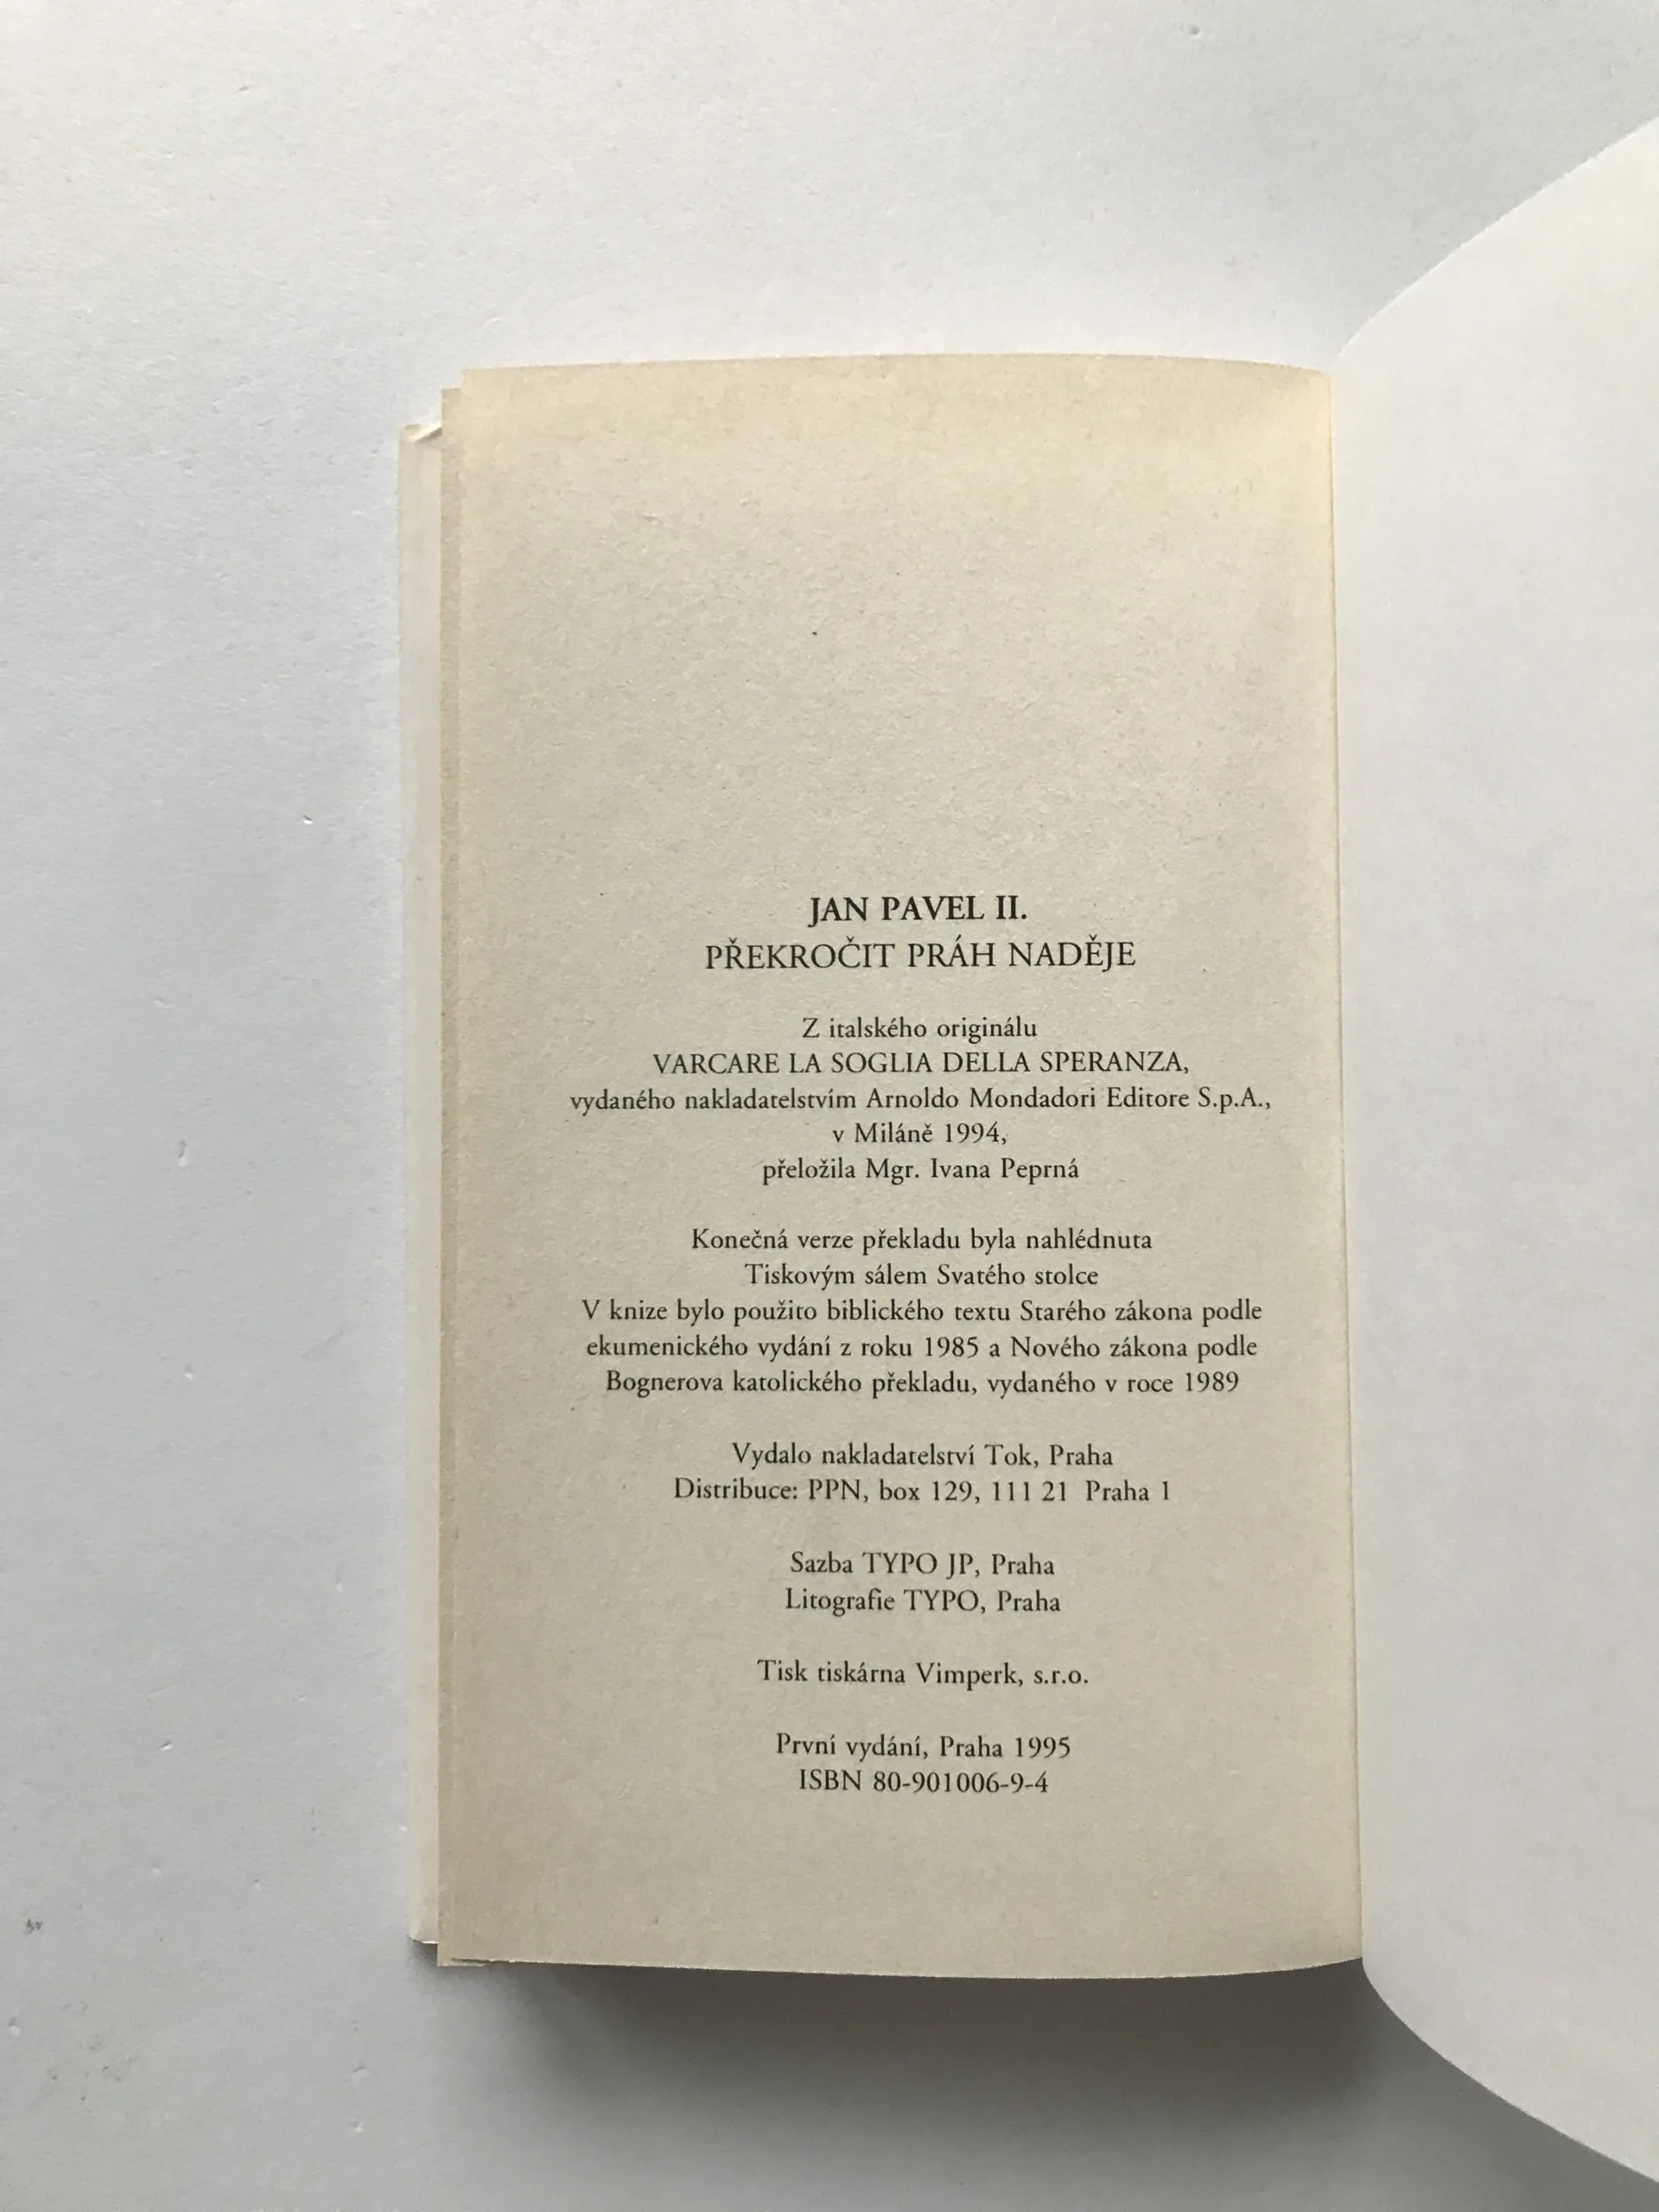 JAN PAVEL II.
PŘEKROČIT PRÁH NADĚJE
Z italského originálu
VARCARE LA SOGLIA DELLA SPERANZA,
vydaného nakladatelstvím Arnoldo Mondadori Editore S.p.A.,
v Miláně 1994,
přeložila Mgr. Ivana Peprná
Konečná verze překladu byla nahlédnuta
Tiskovým sálem Svatého stolce
V knize bylo použito biblického textu Starého zákona podle
ekumenického vydání z roku 1985 a Nového zákona podle
Bognerova katolického překladu, vydaného v roce 1989
Vydalo nakladatelství Tok, Praha
Distribuce: PPN, box 129, 111 21 Praha 1
Sazba TYPO JP, Praha
Litografie TYPO, Praha
Tisk tiskárna Vimperk, s.r.o.
První vydání, Praha 1995
ISBN 80-901006-9-4